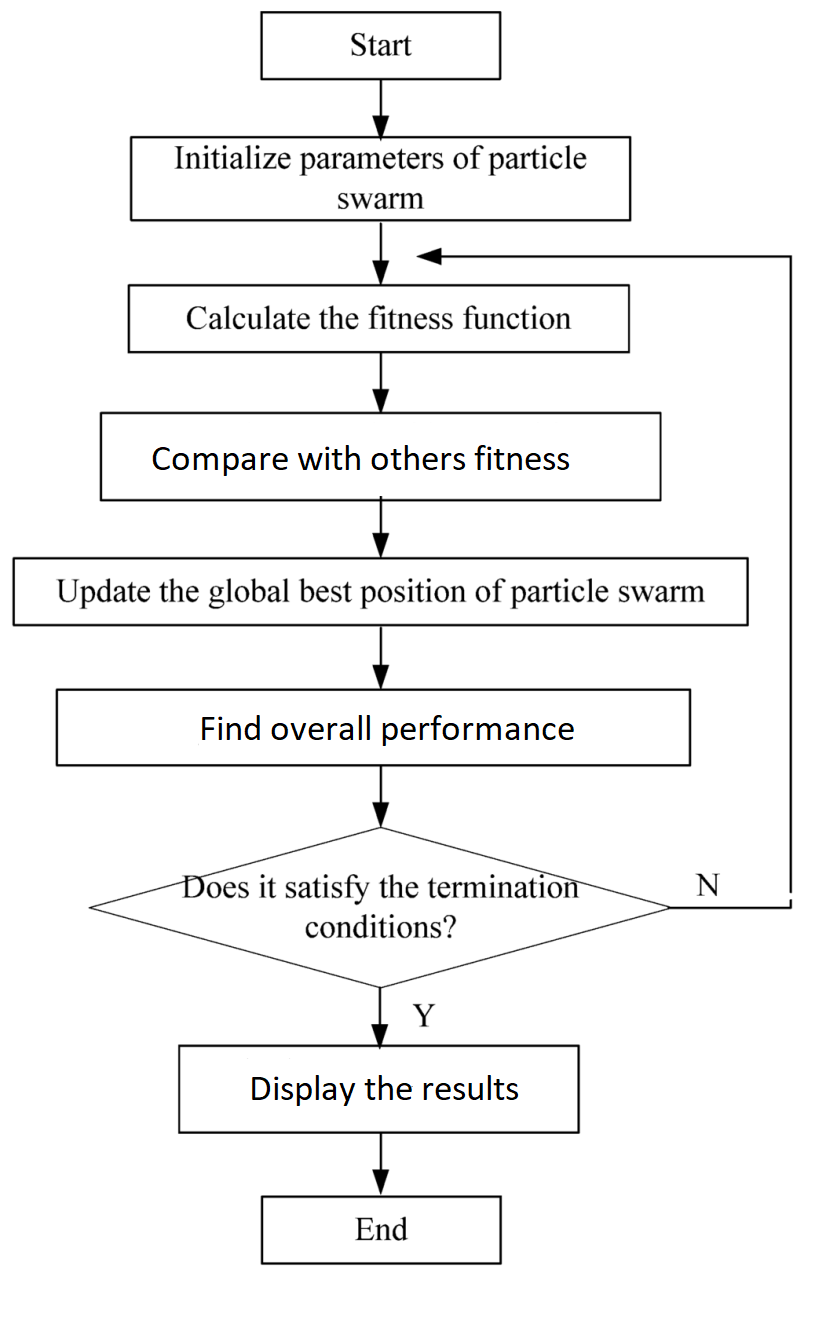 Start
Initialize parameters of particle
swarm
Calculate the fitness function
Compare with others fitness
Update the global best position of particle swarm
Find overall performance
Does it satisfy the termination
conditions?
N
Y
Display the results
End